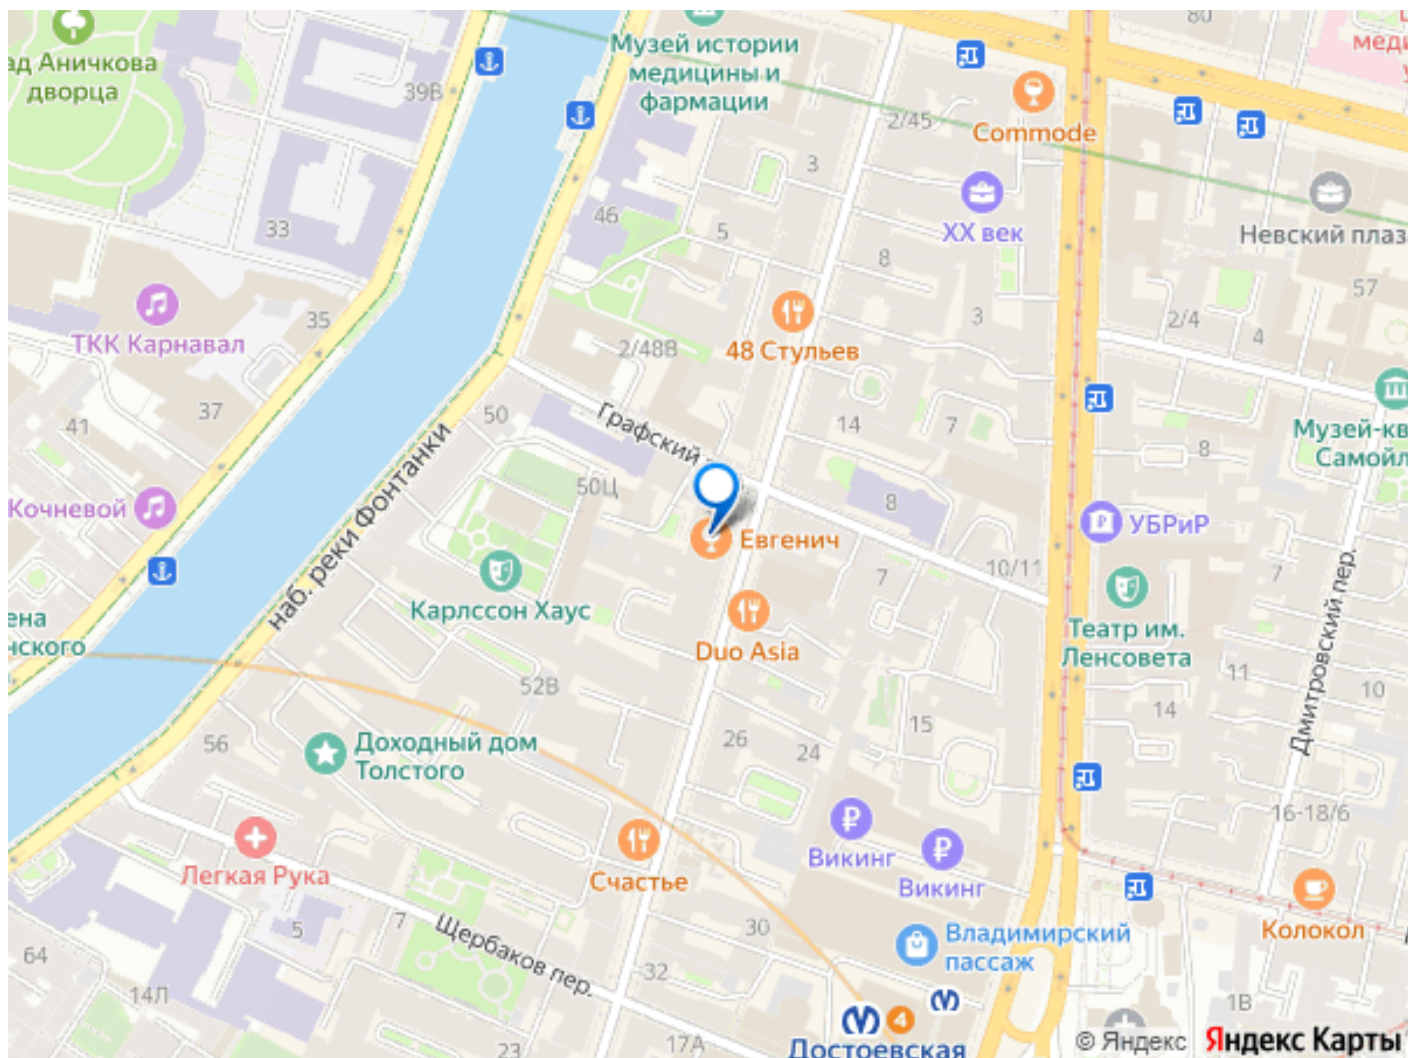 80
Музей истории
медицины и
фармации
ад Аничкова
дворца
39В
меди
2/45
Commode
3
46
33
5
XX век
Невский плаз
8
57
35
ТКК Карнавал
2/48В
48 Стульев
3
2/4
4
37
41
50
Графский
14
7
8
Музей-кв
Самойл
наб. реки Фонтанки
50Ц
8
Кочневой
УБРиР
Евгенич
10/11
7
7
Карлссон Хаус
ена
нского
Duo Asia
Театр им.
Ленсовета
Дмитровский пер.
11
10
52В
14
15
56
26
24
Доходный дом
Толстого
16-18/6
Легкая Рука
Викинг
Викинг
Счастье
Колокол
5
7
Щербаков пер.
30
Владимирский
пассаж
64
32
14Л
1В
4
Достоевская
23
17А
© Яндекс Яндекс Карты